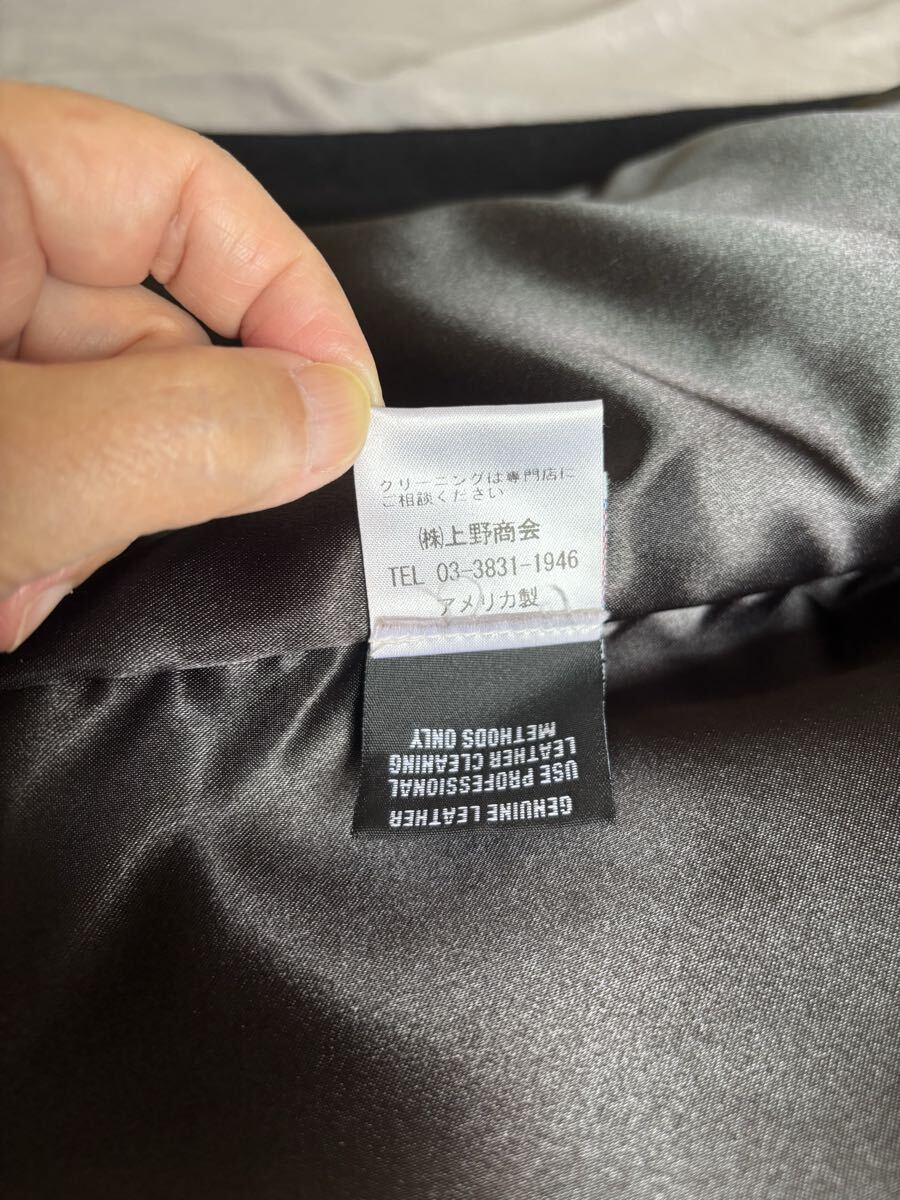 クリーニングは専門店に
ご相談ください
㈱上野商会
TEL 03-3831-1946
アメリカ製
GENUINE LEATHER
USE PROFESSIONAL
LEATHER CLEANING
METHODS ONLY